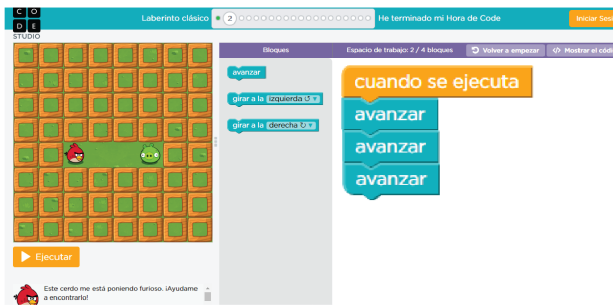 C O
D E
STUDIO
Laberinto clásico
2
He terminado mi Hora de Code
Iniciar Sesi
Bloques
Espacio de trabajo: 2 / 4 bloques
Volver a empezar
</> Mostrar el códi
avanzar
girar a la izquierda
girar a la derecha
cuando se ejecuta
avanzar
avanzar
avanzar
Ejecutar
Este cerdo me está poniendo furioso. ¡Ayudame
a encontrarlo!